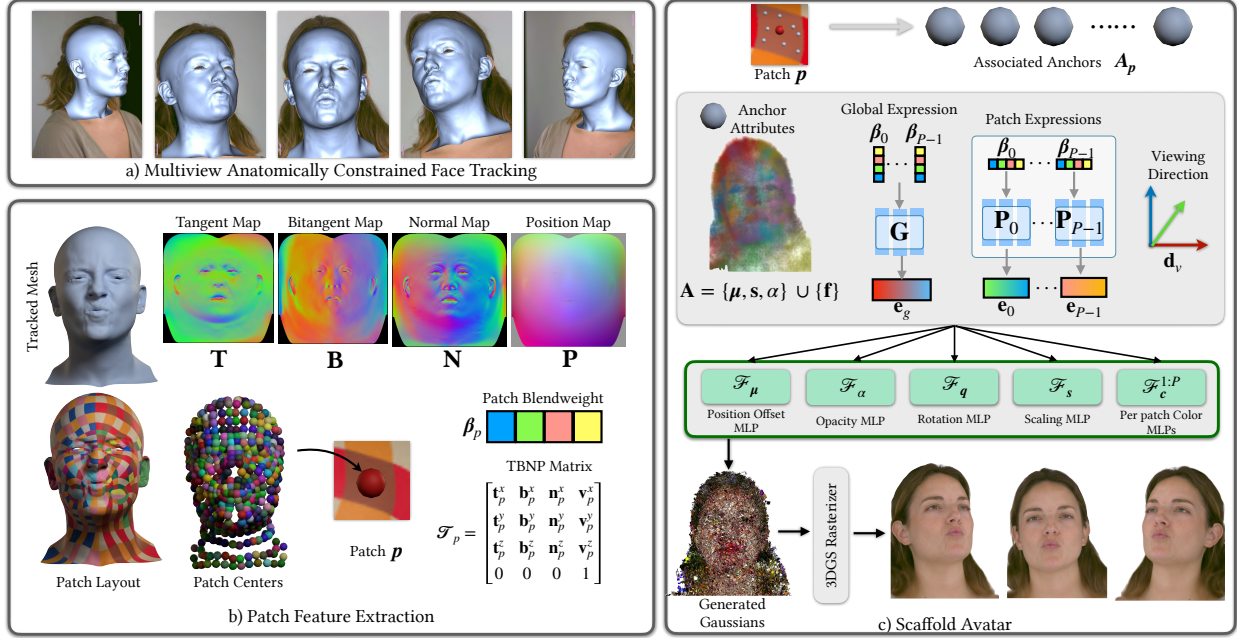 a) Multiview Anatomically Constrained Face Tracking
Tracked Mesh
Tangent Map
Bitangent Map
Normal Map
Position Map
T
B
N
P
Patch Layout
Patch Centers
Patch p
Patch Blendweight
β_p
TBNP Matrix
𝒯_p =
t_p^x b_p^x n_p^x v_p^x
t_p^y b_p^y n_p^y v_p^y
t_p^z b_p^z n_p^z v_p^z
0 0 0 1
b) Patch Feature Extraction
Patch p
Associated Anchors A_p
Anchor
Attributes
A = {μ, s, α} ∪ {f}
Global Expression
β_0 β_{P−1}
...
G
e_g
Patch Expressions
β_0 ... β_{P−1}
P_0 ... P_{P−1}
e_0 ... e_{P−1}
Viewing
Direction
d_v
ℱ_μ
Position Offset
MLP
ℱ_α
Opacity MLP
ℱ_q
Rotation MLP
ℱ_s
Scaling MLP
ℱ_c^{1:P}
Per patch Color
MLPs
Generated
Gaussians
3DGS Rasterizer
c) Scaffold Avatar